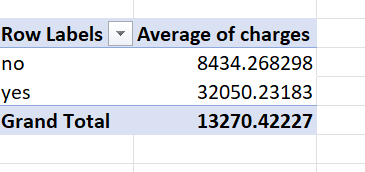 Row Labels Average of charges
no 8434.268298
yes 32050.23183
Grand Total 13270.42227